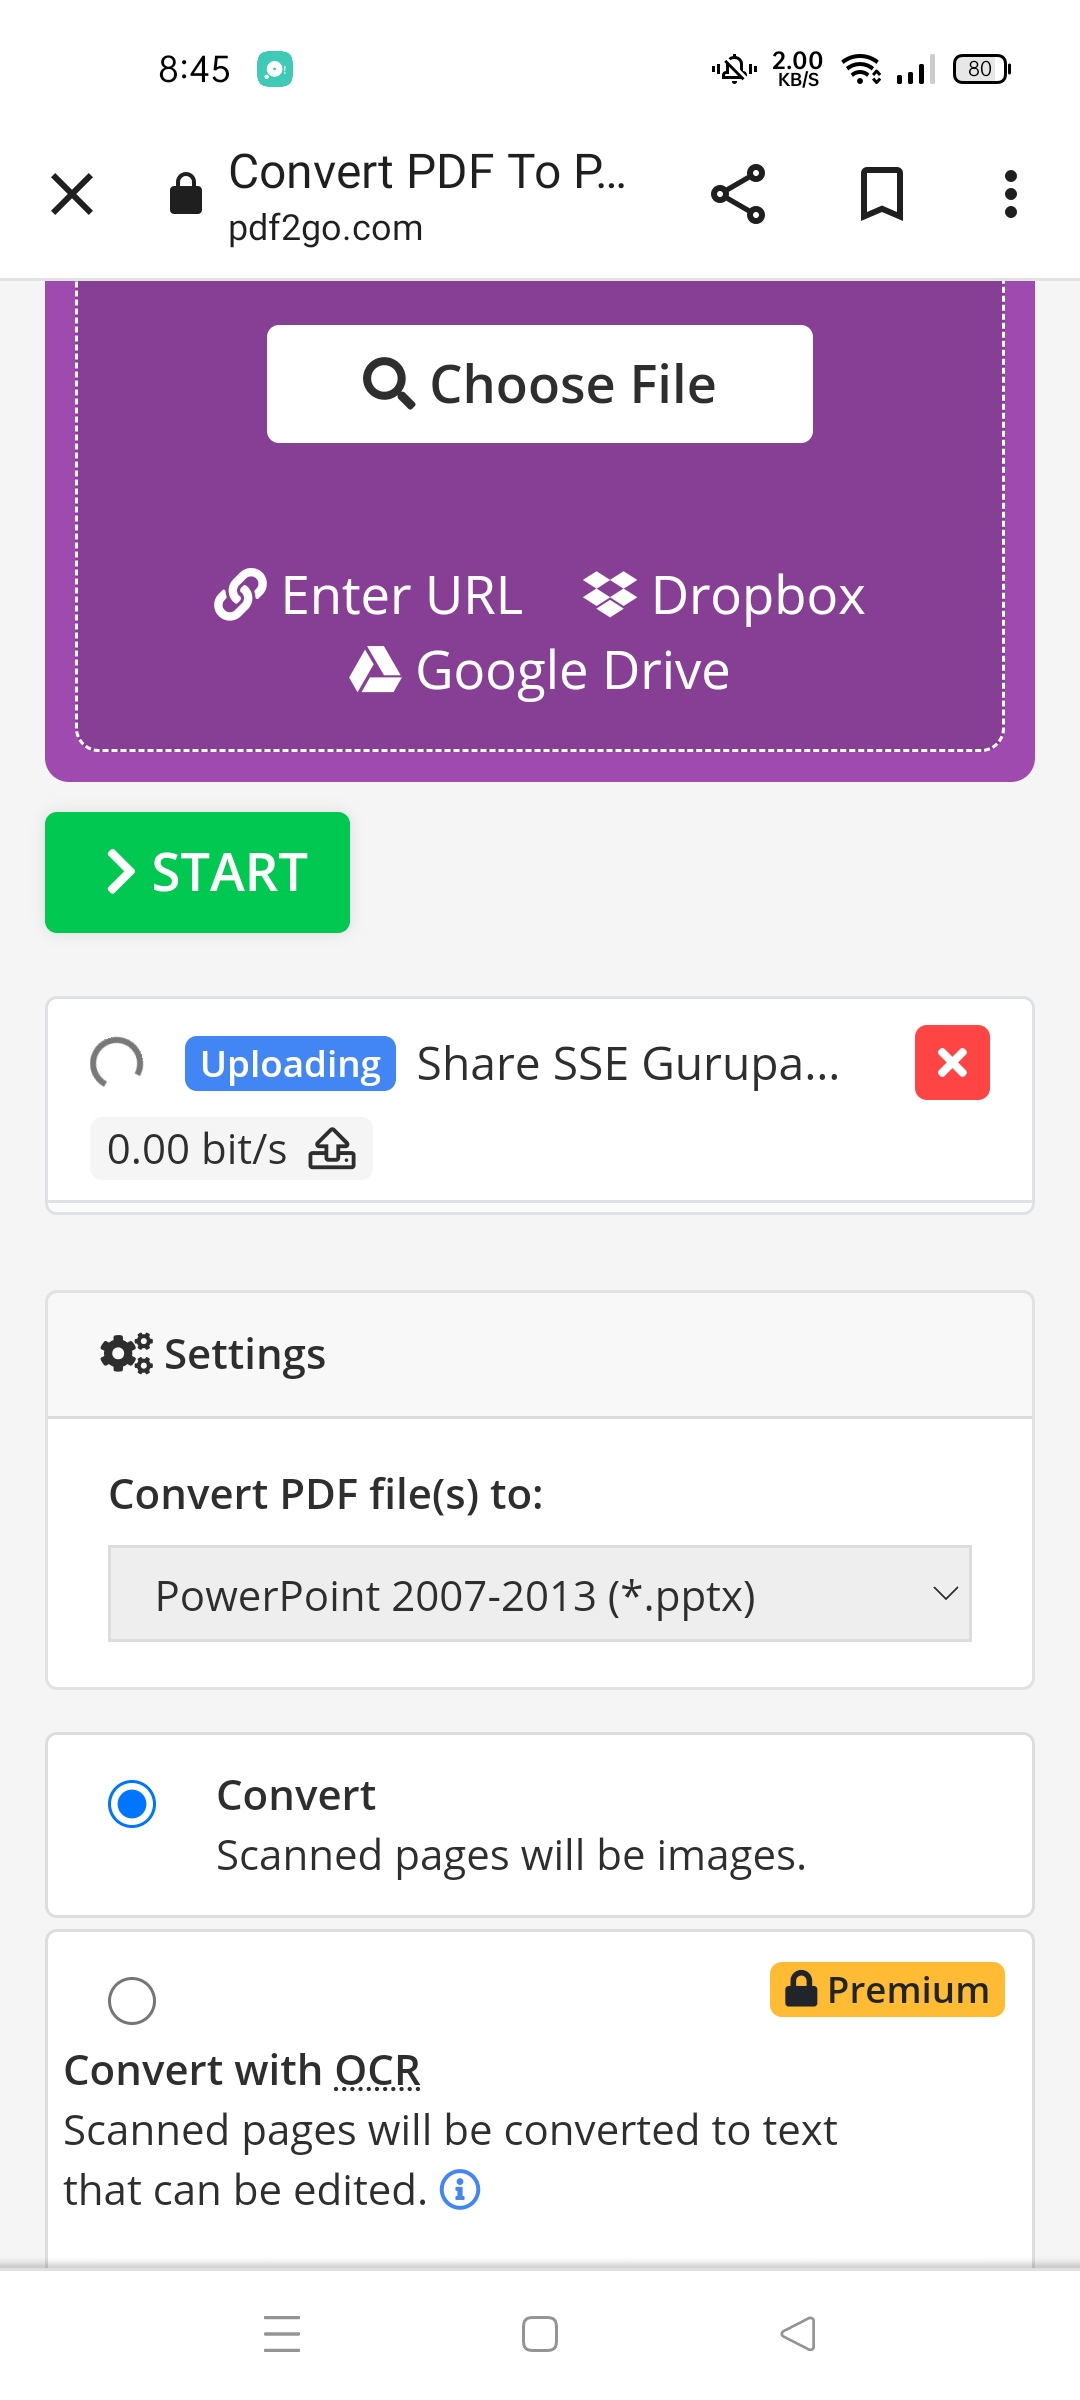 8:45
2.00
KB/S
80
Convert PDF To P...
pdf2go.com
Choose File
Enter URL Dropbox
Google Drive
START
Uploading Share SSE Gurupa...
0.00 bit/s
Settings
Convert PDF file(s) to:
PowerPoint 2007-2013 (*.pptx)
Convert
Scanned pages will be images.
Premium
Convert with OCR
Scanned pages will be converted to text
that can be edited.